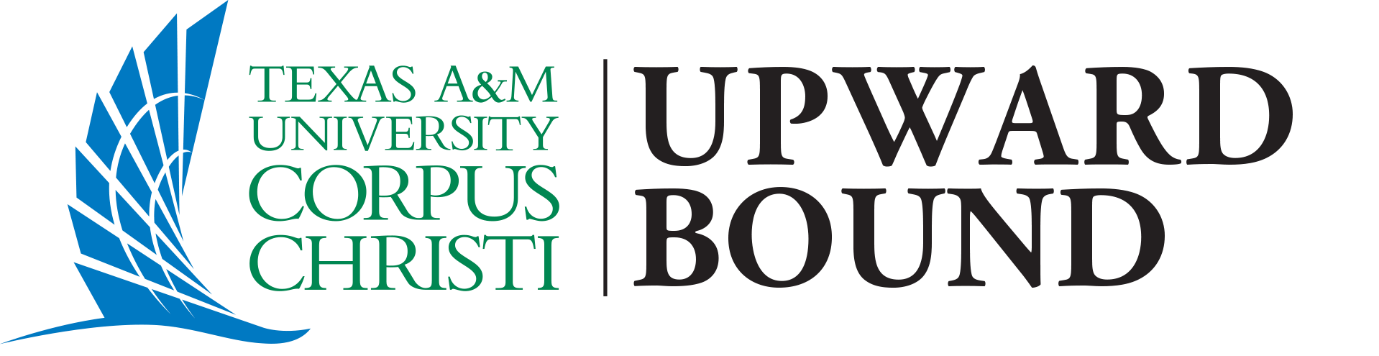 TEXAS A&M
UNIVERSITY
CORPUS
CHRISTI
UPWARD
BOUND